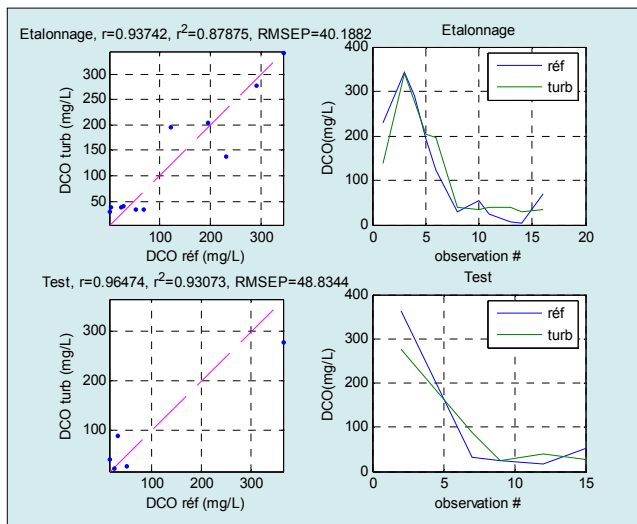 Etalonnage, r=0.93742, r²=0.87875, RMSEP=40.1882
DCO turb (mg/L)
300
250
200
150
100
50
100
200
300
DCO réf (mg/L)
Etalonnage
DCO(mg/L)
400
300
200
100
0
0
5
10
15
20
observation #
réf
turb
Test, r=0.96474, r²=0.93073, RMSEP=48.8344
DCO turb (mg/L)
300
200
100
100
200
300
DCO réf (mg/L)
Test
DCO(mg/L)
400
300
200
100
0
0
5
10
15
observation #
réf
turb